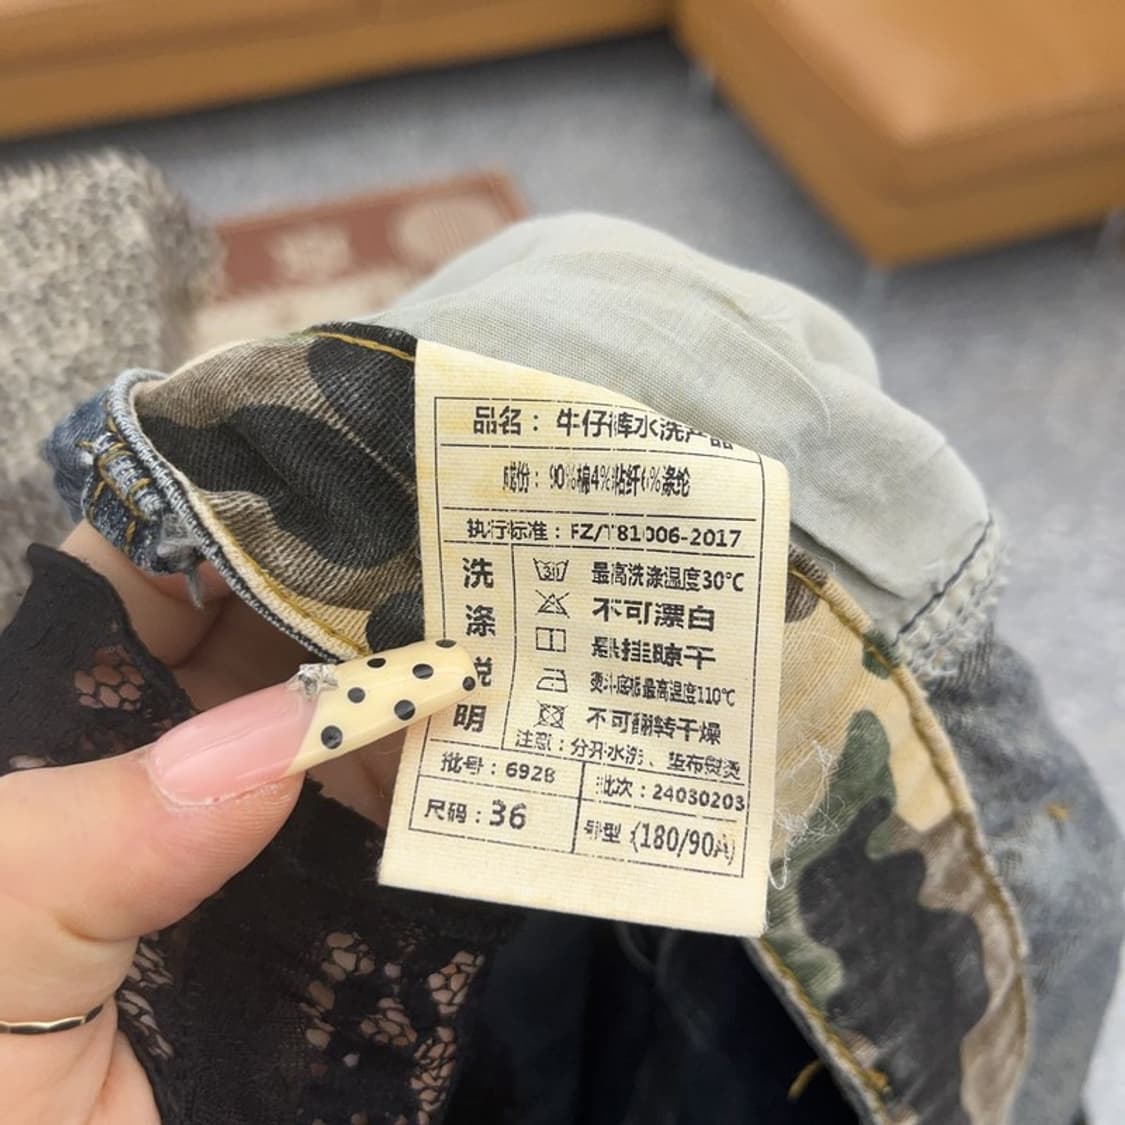 品名：牛仔裤水洗产品
成份：90%棉4%粘纤6%涤纶
执行标准：FZ/T81006-2017
洗涤说明
30 最高洗涤温度30℃
不可漂白
悬挂晾干
熨斗底板最高温度110℃
不可翻转干燥
注意：分开水洗、垫布熨烫
批号：692B 批次：24030203
尺码：36 号型 (180/90A)